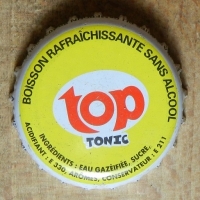 BOISSON RAFRAÎCHISSANTE SANS ALCOOL
top
TONIC
INGRÉDIENTS : EAU GAZÉIFIÉE, SUCRE,
ACIDIFIANT : E 330, ARÔMES, CONSERVATEUR : E 211